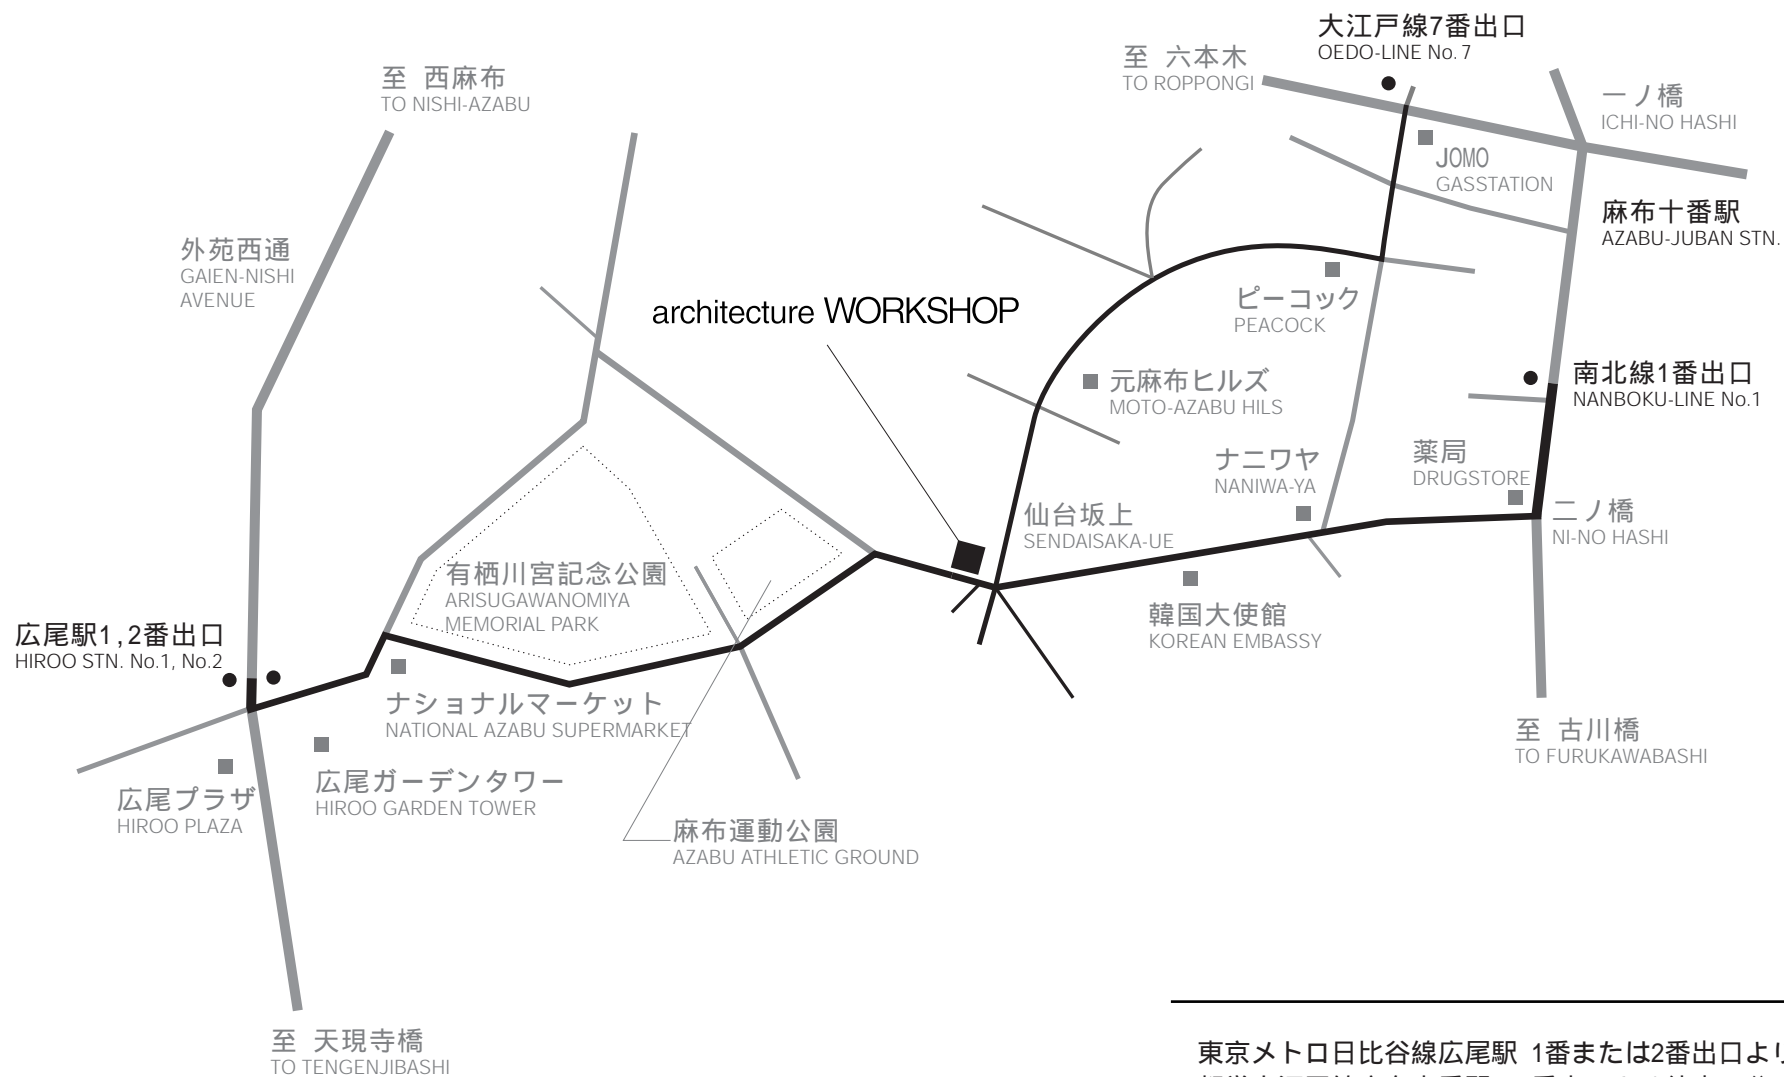 大江戸線7番出口
OEDO-LINE No. 7
至 六本木
TO ROPPONGI
至 西麻布
TO NISHI-AZABU
一ノ橋
ICHI-NO HASHI
JOMO
GASSTATION
麻布十番駅
AZABU-JUBAN STN.
外苑西通
GAIEN-NISHI
AVENUE
architecture WORKSHOP
ピーコック
PEACOCK
元麻布ヒルズ
MOTO-AZABU HILS
南北線1番出口
NANBOKU-LINE No.1
薬局
DRUGSTORE
ナニワヤ
NANIWA-YA
仙台坂上
SENDAISAKA-UE
二ノ橋
NI-NO HASHI
有栖川宮記念公園
ARISUGAWANOMIYA
MEMORIAL PARK
韓国大使館
KOREAN EMBASSY
広尾駅1,2番出口
HIROO STN. No.1, No.2
ナショナルマーケット
NATIONAL AZABU SUPERMARKET
至 古川橋
TO FURUKAWABASHI
広尾ガーデンタワー
HIROO GARDEN TOWER
広尾プラザ
HIROO PLAZA
麻布運動公園
AZABU ATHLETIC GROUND
至 天現寺橋
TO TENGENJIBASHI
東京メトロ日比谷線広尾駅 1番または2番出口より